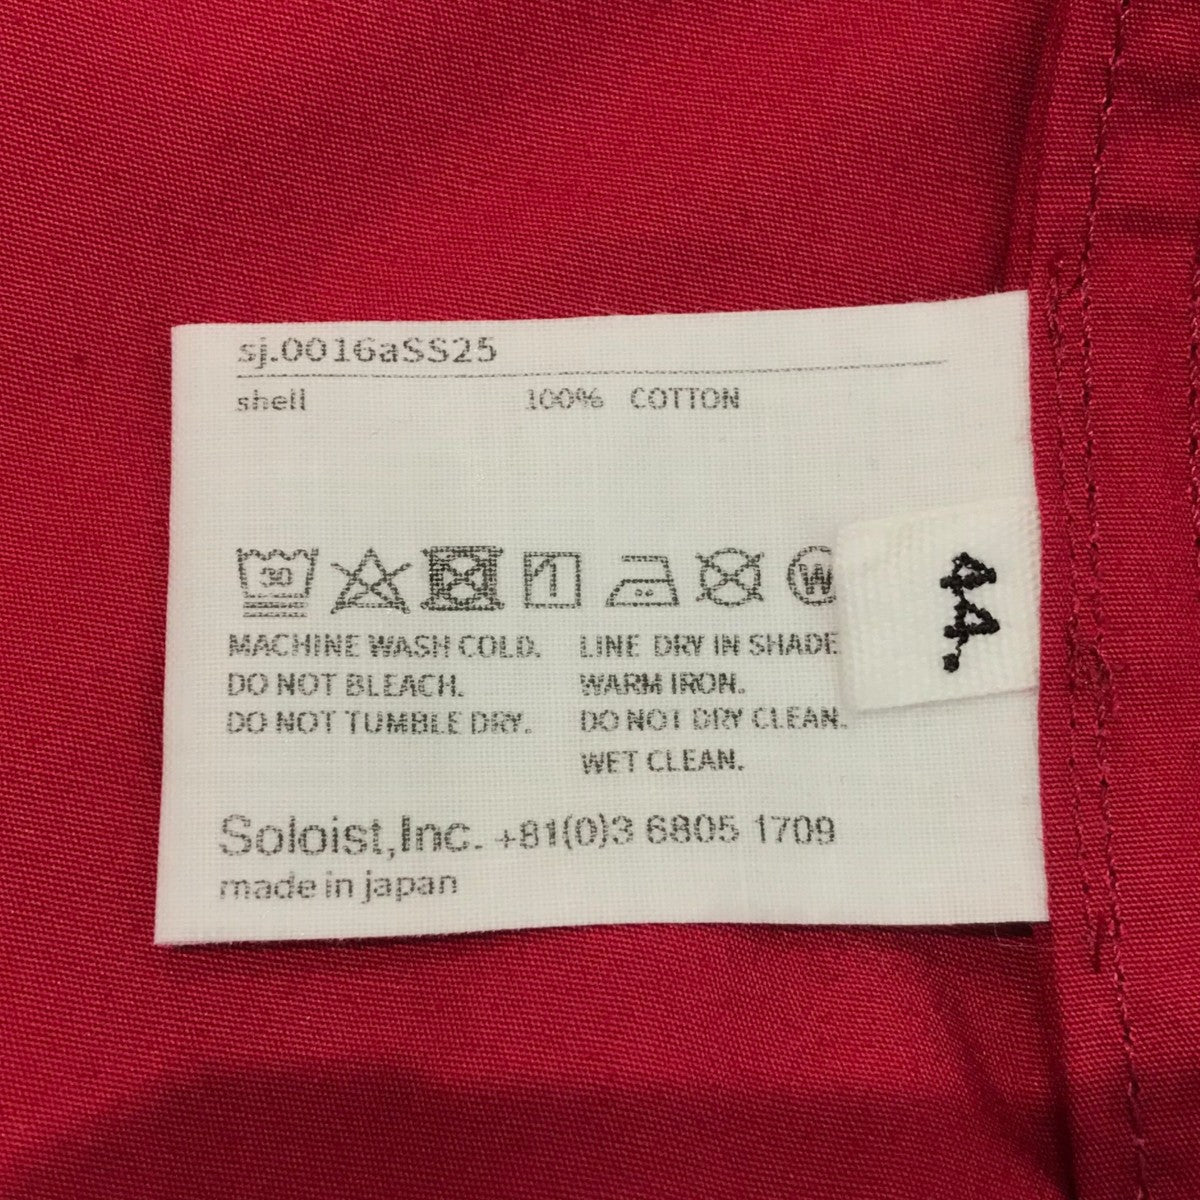 sj.0016aSS25
shell 100% COTTON
30 W
MACHINE WASH COLD. LINE DRY IN SHADE
DO NOT BLEACH. WARM IRON.
DO NOT TUMBLE DRY. DO NOT DRY CLEAN.
WET CLEAN.
Soloist,Inc. +81(0)3 6805 1709
made in japan
44.